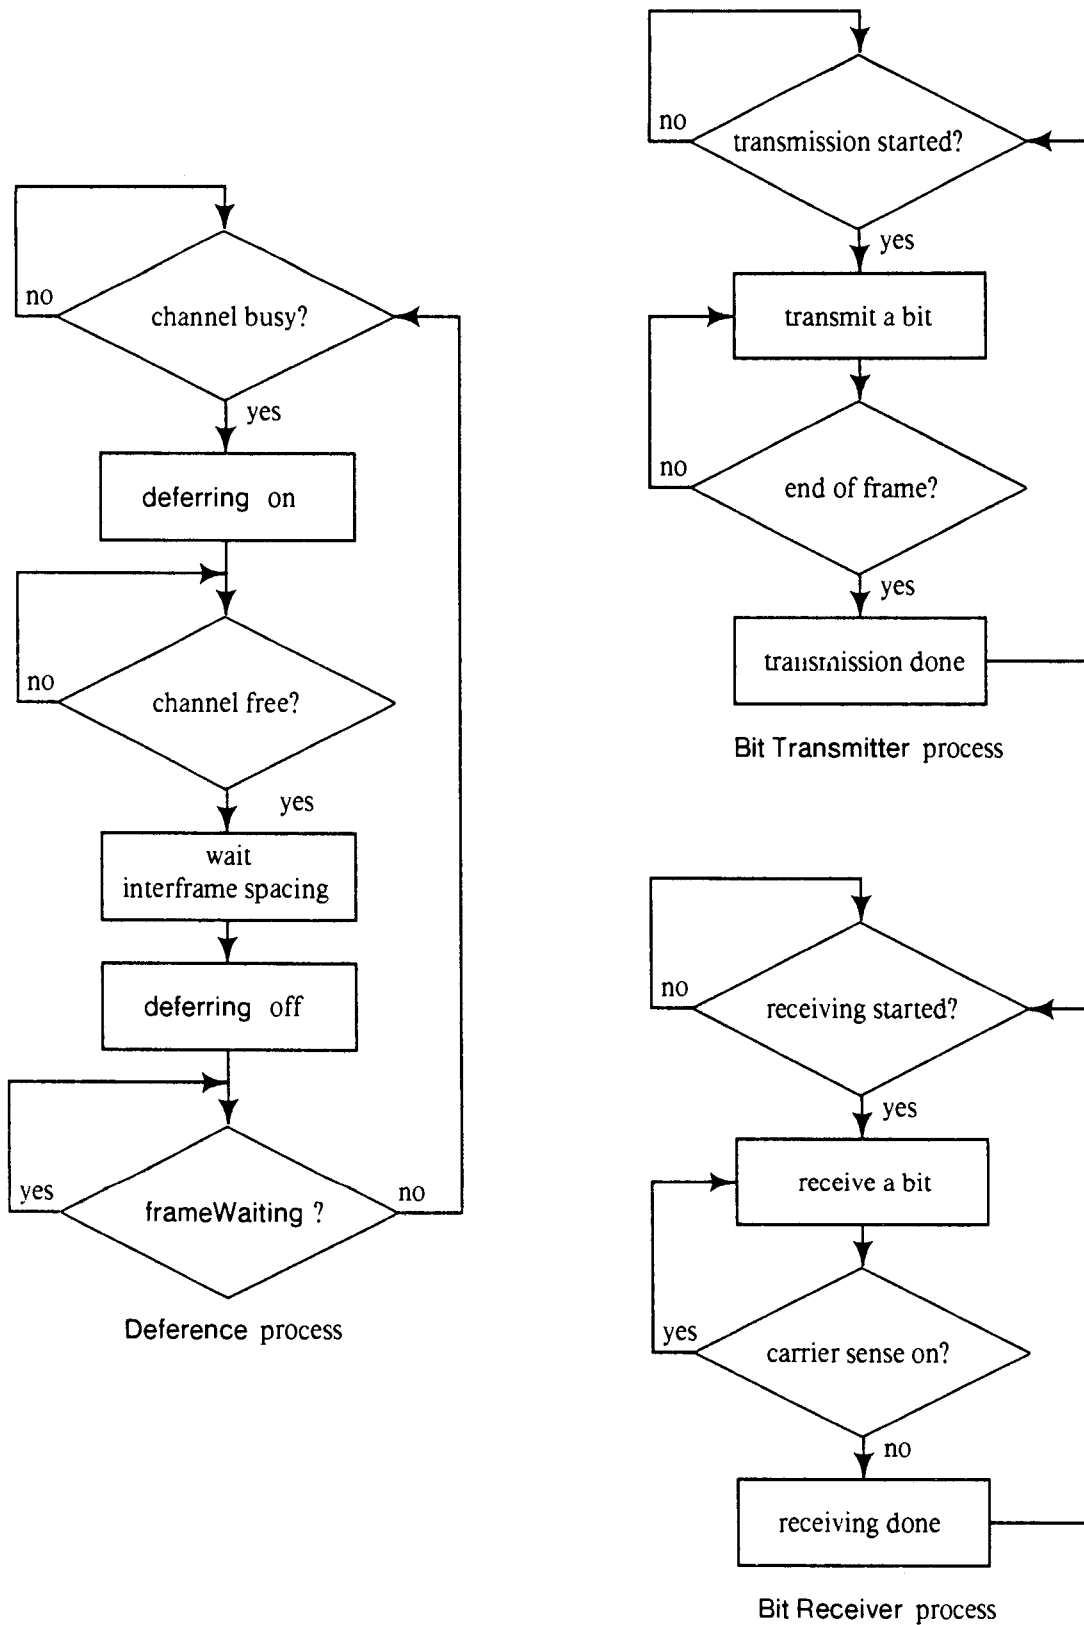 channel busy?
no
yes
deferring on
channel free?
no
yes
wait
interframe spacing
deferring off
frameWaiting ?
yes
no
Deference process
transmission started?
no
yes
transmit a bit
end of frame?
no
yes
transmission done
Bit Transmitter process
receiving started?
no
yes
receive a bit
carrier sense on?
yes
no
receiving done
Bit Receiver process